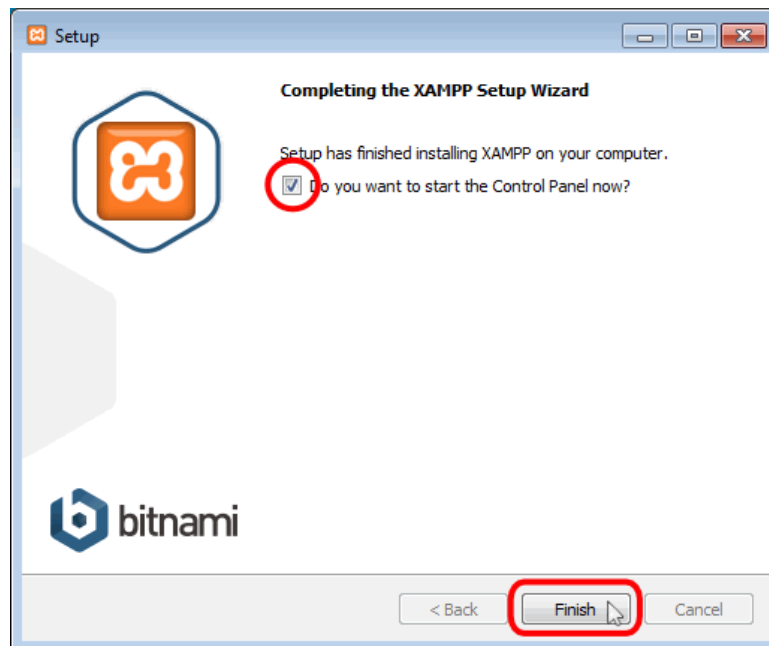 Setup
Completing the XAMPP Setup Wizard
Setup has finished installing XAMPP on your computer.
Do you want to start the Control Panel now?
bitnami
< Back
Finish
Cancel